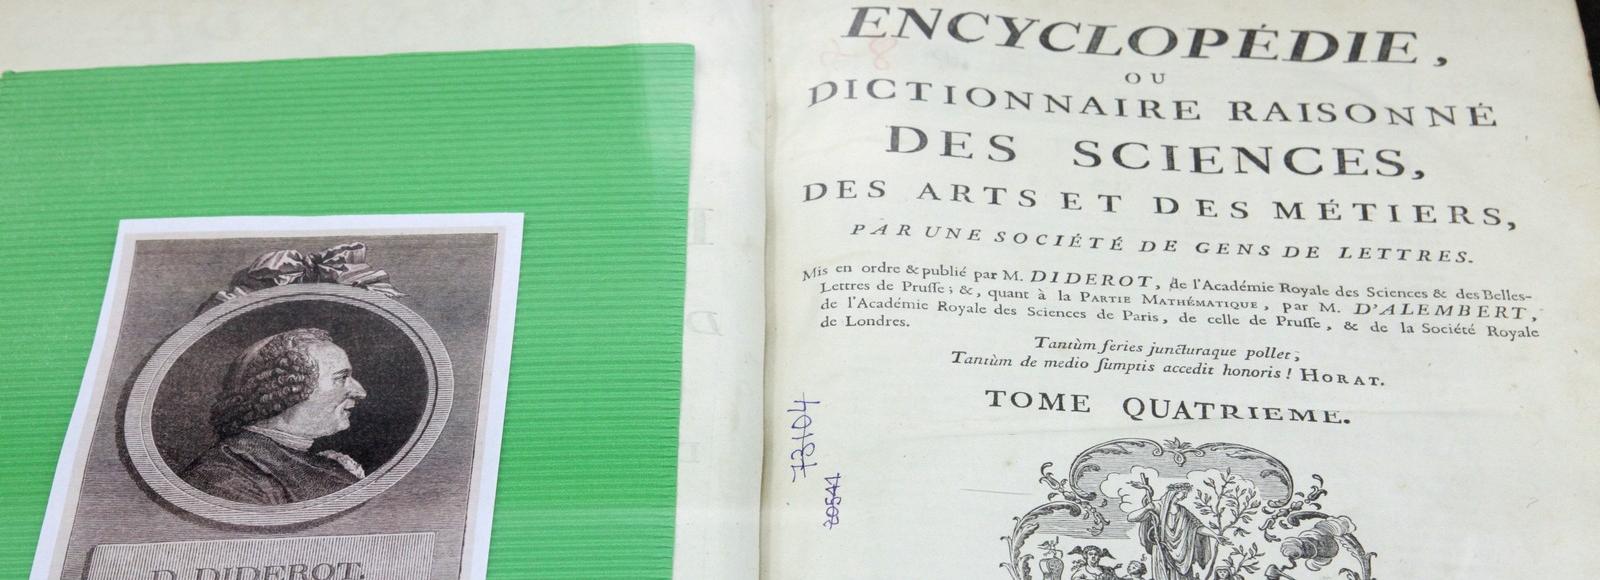 ENCYCLOPÉDIE,
OU
DICTIONNAIRE RAISONNÉ
DES SCIENCES,
DES ARTS ET DES MÉTIERS,
PAR UNE SOCIÉTÉ DE GENS DE LETTRES.
Mis en ordre & publié par M. DIDEROT, de l'Académie Royale des Sciences & des Belles-
Lettres de Prusse; &, quant à la PARTIE MATHÉMATIQUE, par M. D'ALEMBERT,
de l'Académie Royale des Sciences de Paris, de celle de Prusse, & de la Société Royale
de Londres.
Tantùm series juncturaque pollet;
Tantùm de medio sumptis accedit honoris! HORAT.
TOME QUATRIEME.
73104
20541
D. DIDEROT.